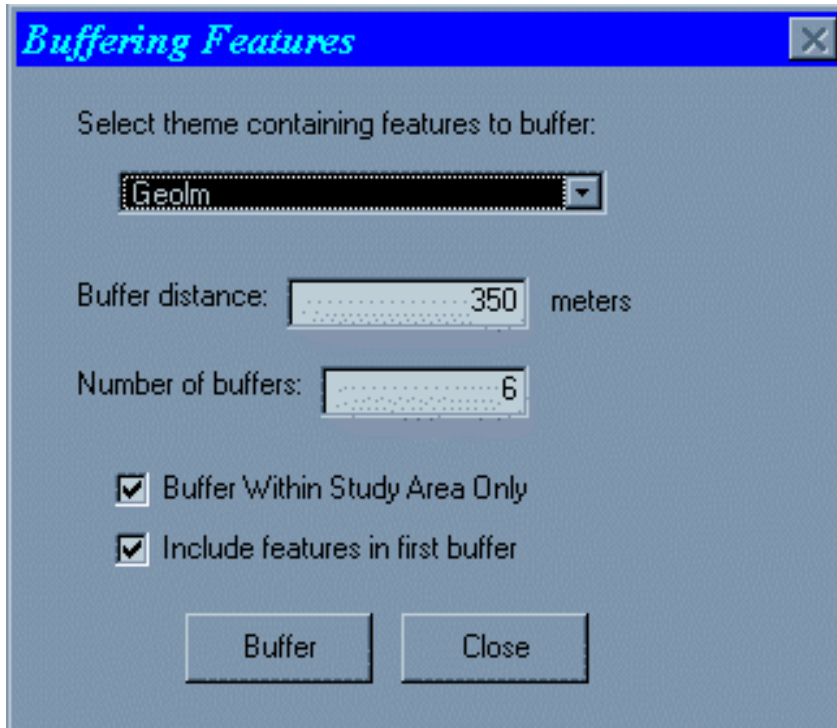 Buffering Features
Select theme containing features to buffer:
Geolm
Buffer distance: 350 meters
Number of buffers: 6
Buffer Within Study Area Only
Include features in first buffer
Buffer Close